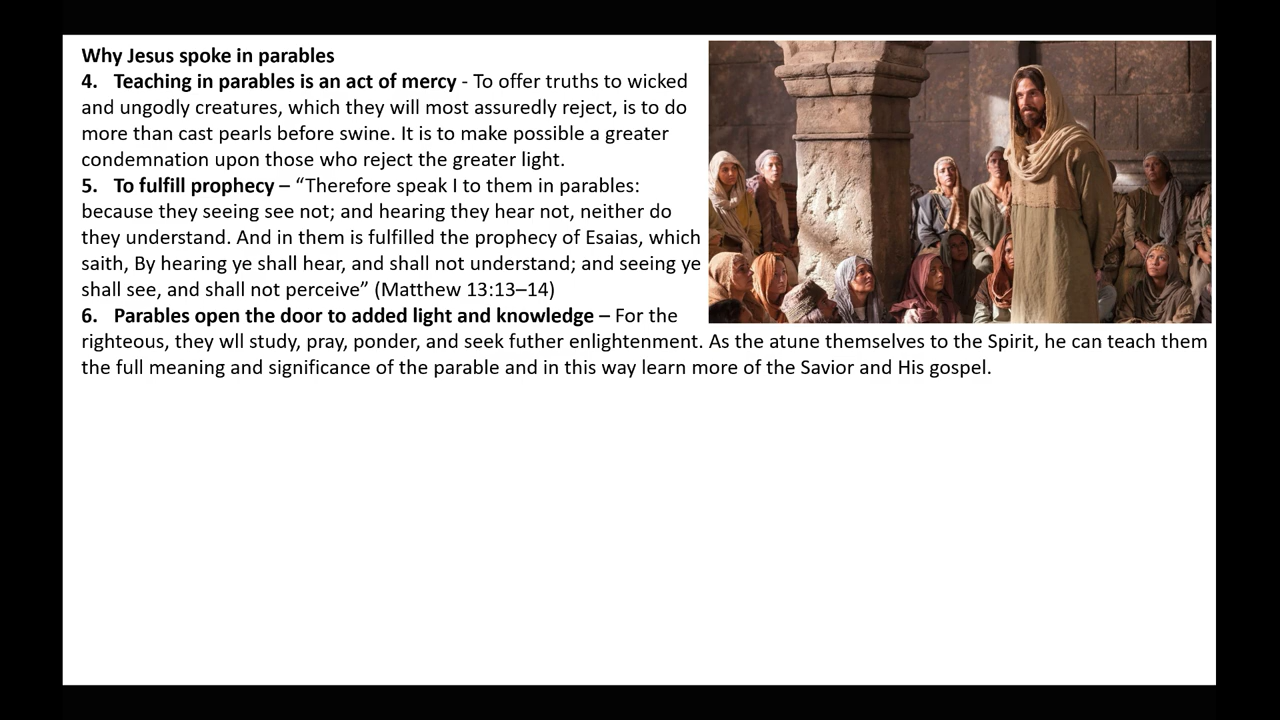 Why Jesus spoke in parables
4. Teaching in parables is an act of mercy - To offer truths to wicked
and ungodly creatures, which they will most assuredly reject, is to do
more than cast pearls before swine. It is to make possible a greater
condemnation upon those who reject the greater light.
5. To fulfill prophecy – “Therefore speak I to them in parables:
because they seeing see not; and hearing they hear not, neither do
they understand. And in them is fulfilled the prophecy of Esaias, which
saith, By hearing ye shall hear, and shall not understand; and seeing ye
shall see, and shall not perceive” (Matthew 13:13–14)
6. Parables open the door to added light and knowledge – For the
righteous, they wll study, pray, ponder, and seek futher enlightenment. As the atune themselves to the Spirit, he can teach them
the full meaning and significance of the parable and in this way learn more of the Savior and His gospel.